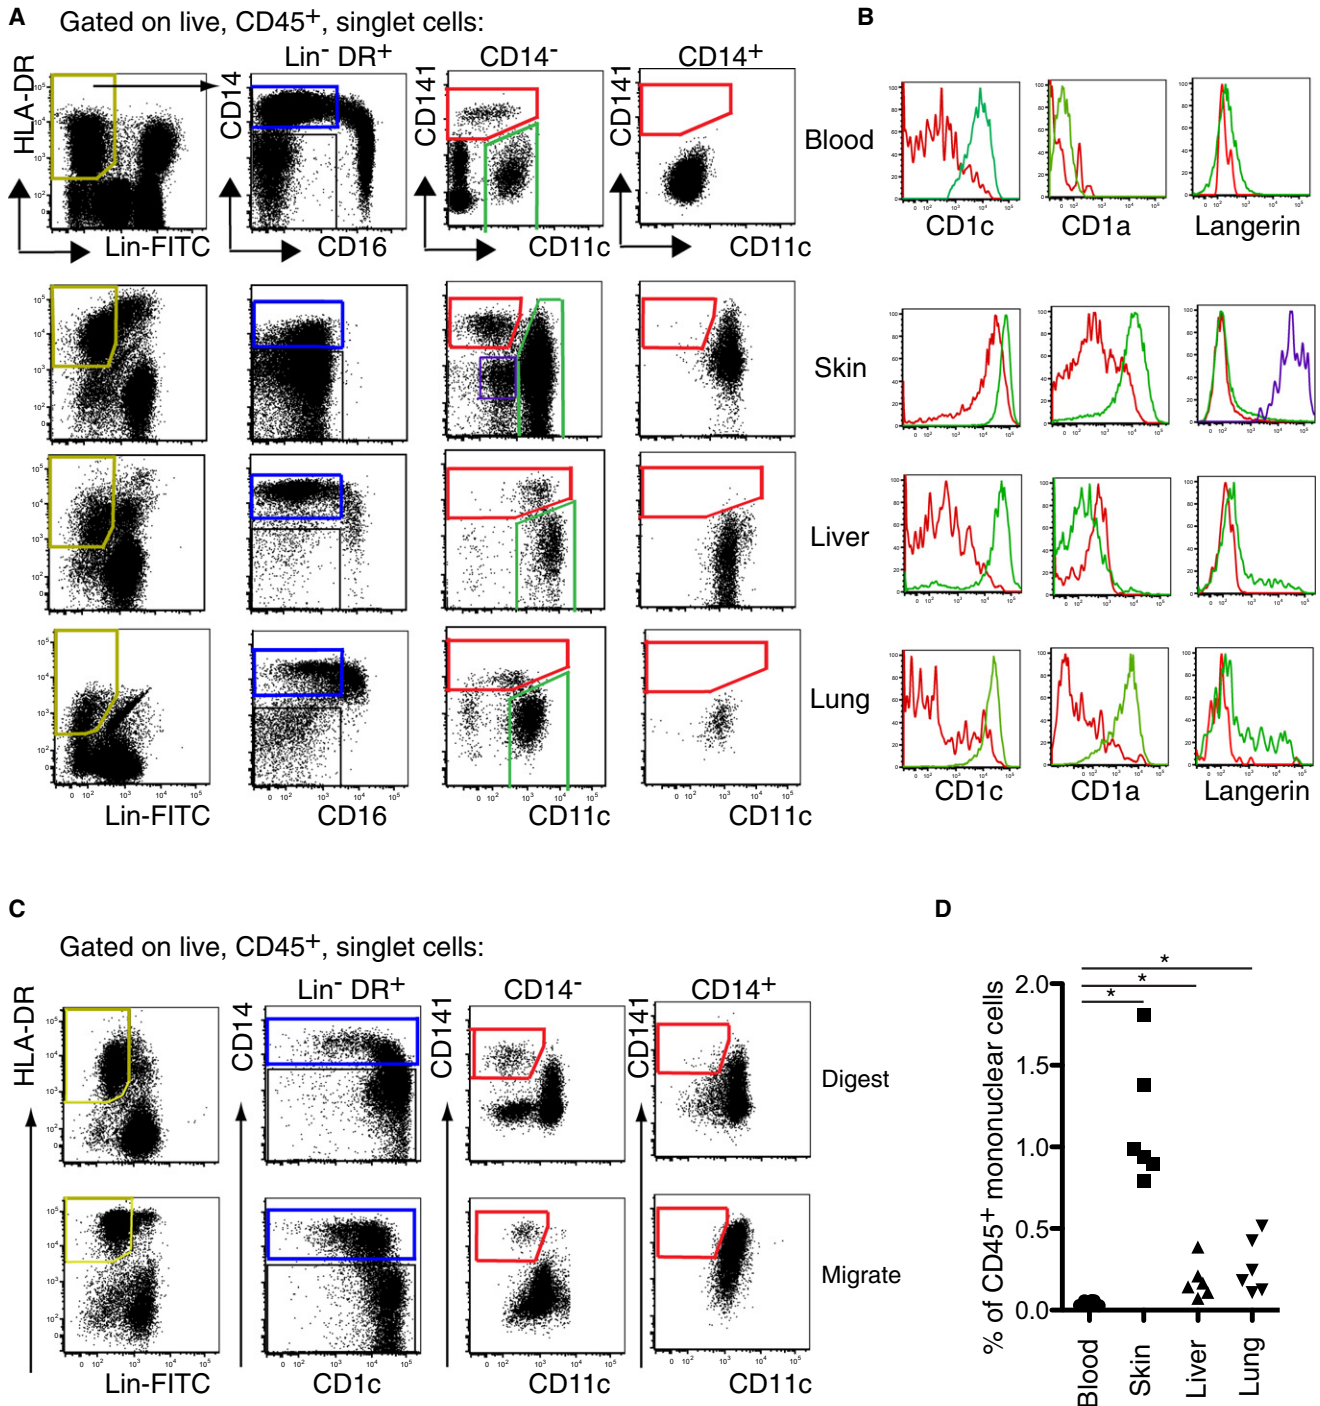 A
Gated on live, CD45+, singlet cells:
Lin- DR+
CD14-
CD14+
HLA-DR
CD14
CD141
CD141
Lin-FITC
CD16
CD11c
CD11c
Lin-FITC
CD16
CD11c
CD11c
B
Blood
CD1c
CD1a
Langerin
Skin
Liver
Lung
CD1c
CD1a
Langerin
C
Gated on live, CD45+, singlet cells:
Lin- DR+
CD14-
CD14+
HLA-DR
CD14
CD141
CD141
Digest
Migrate
Lin-FITC
CD1c
CD11c
CD11c
D
* 
*
*
% of CD45+ mononuclear cells
2.0
1.5
1.0
0.5
0.0
Blood
Skin
Liver
Lung